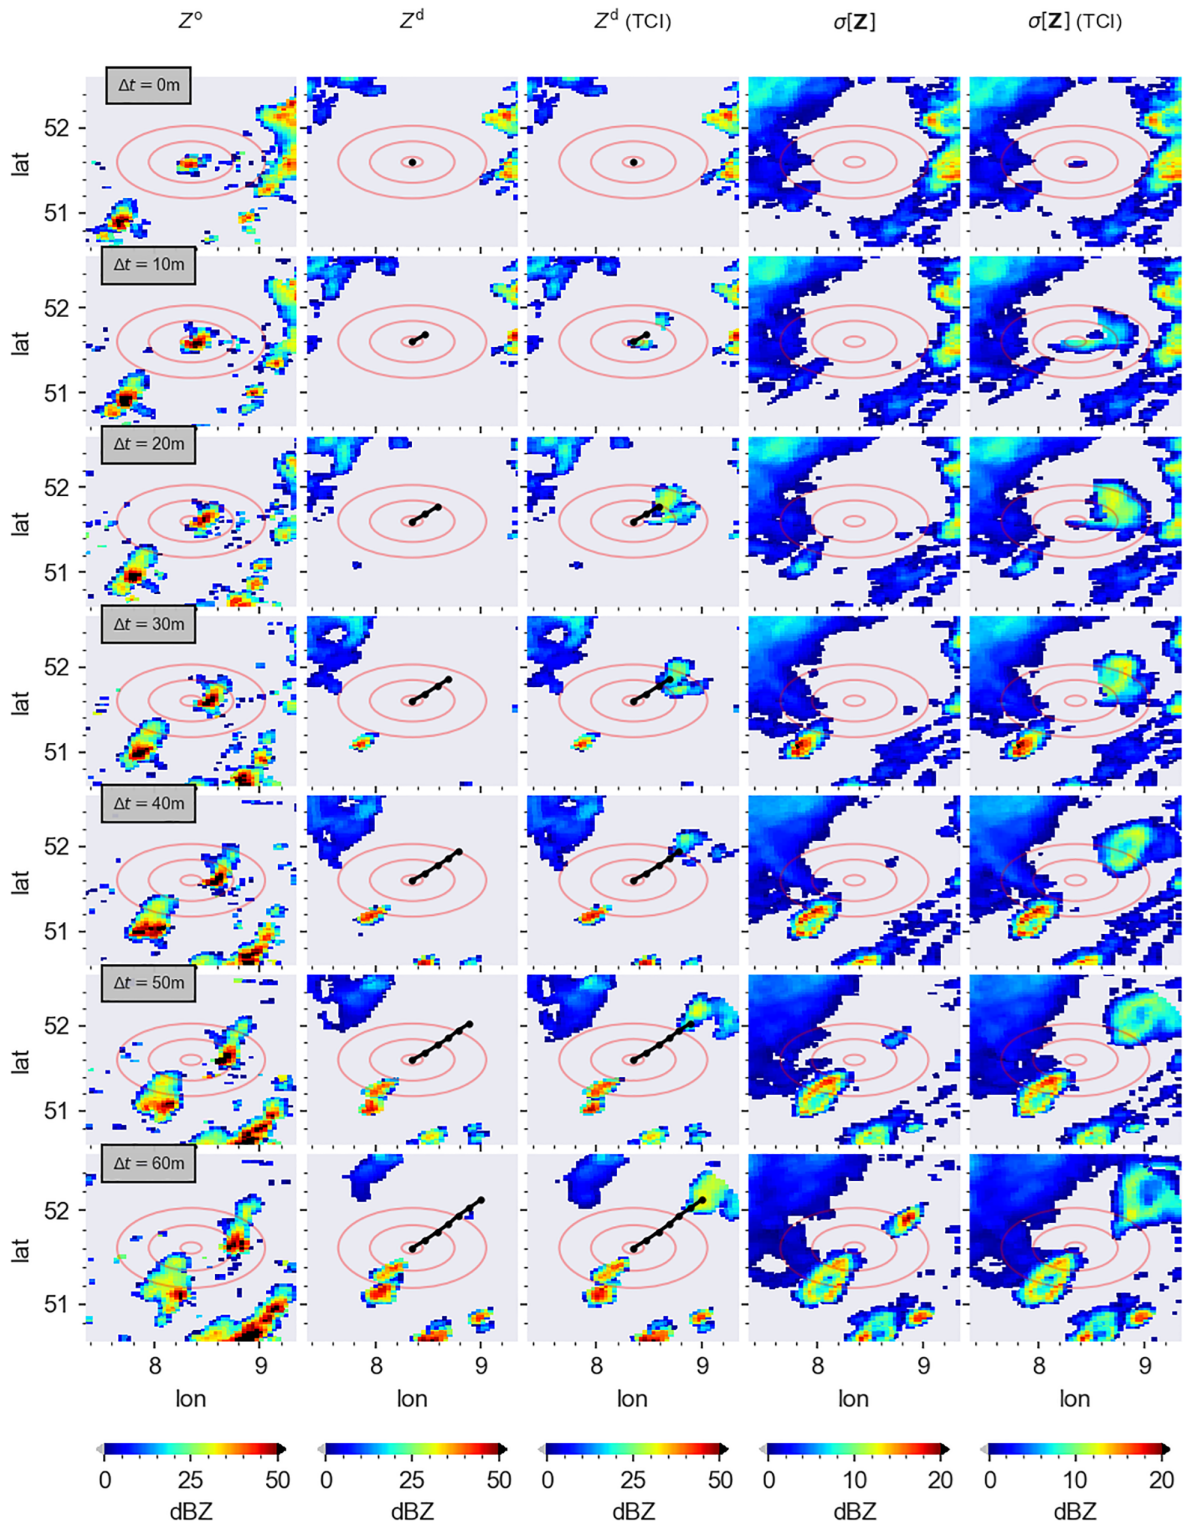 Zᵒ Zᵈ Zᵈ (TCI) σ[Z] σ[Z] (TCI)
Δt = 0m
52
lat
51
Δt = 10m
52
lat
51
Δt = 20m
52
lat
51
Δt = 30m
52
lat
51
Δt = 40m
52
lat
51
Δt = 50m
52
lat
51
Δt = 60m
52
lat
51
8 9 8 9 8 9 8 9 8 9
lon lon lon lon lon
0 25 50 0 25 50 0 25 50 0 10 20 0 10 20
dBZ dBZ dBZ dBZ dBZ